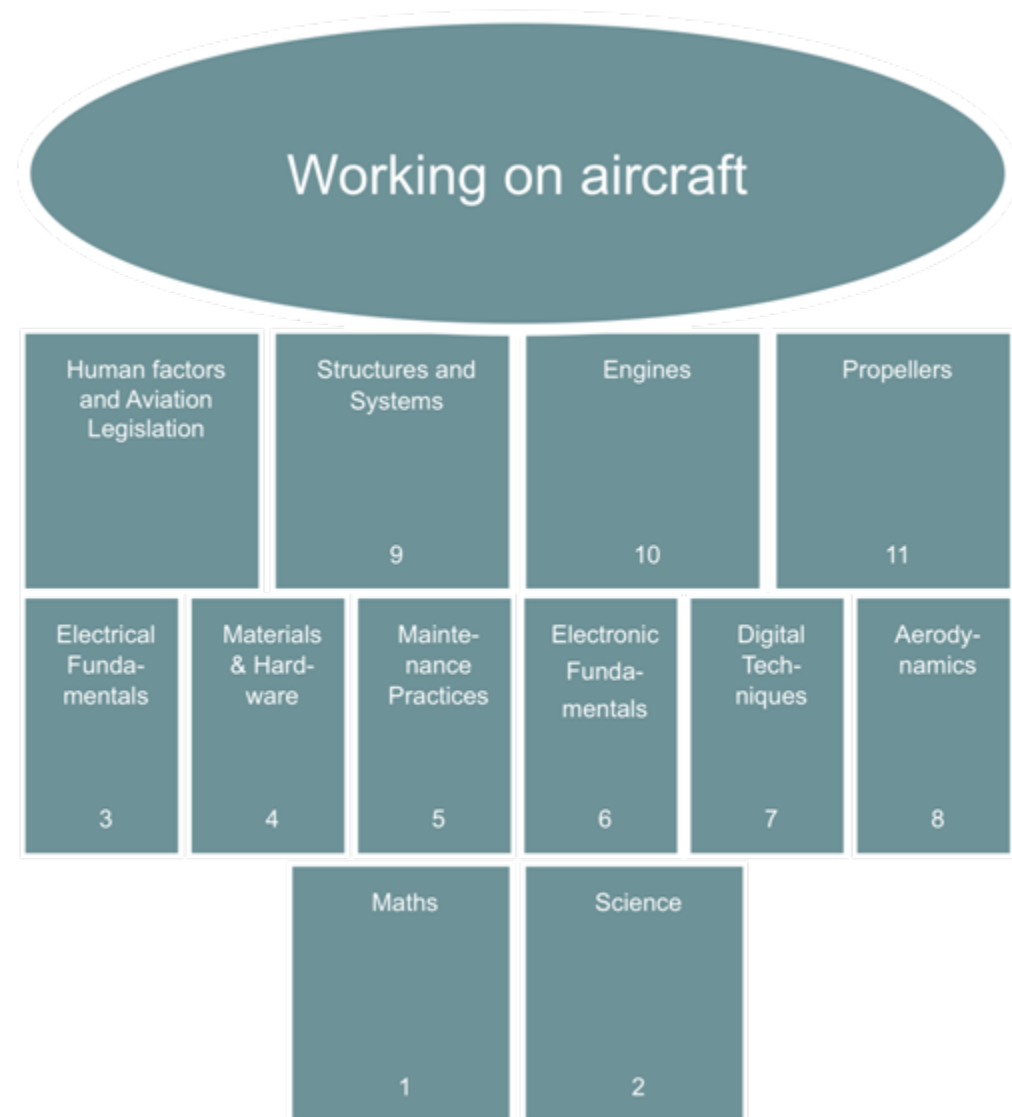 Working on aircraft
Human factors
and Aviation
Legislation
Structures and
Systems
9
Engines
10
Propellers
11
Electrical
Funda-
mentals
3
Materials
& Hard-
ware
4
Mainte-
nance
Practices
5
Electronic
Funda-
mentals
6
Digital
Tech-
niques
7
Aerody-
namics
8
Maths
1
Science
2